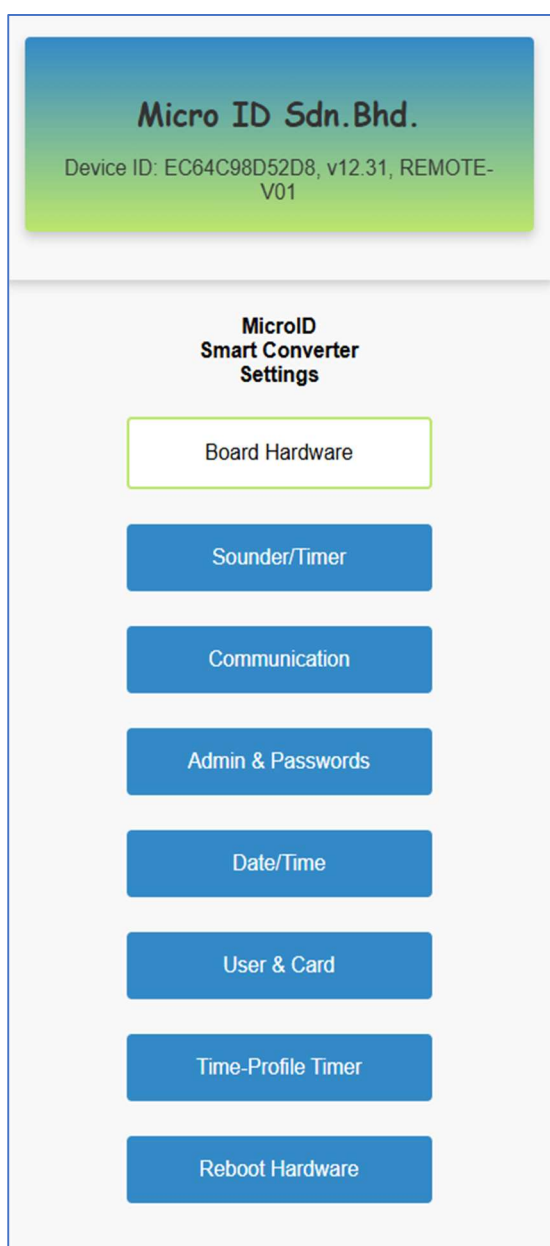 Micro ID Sdn.Bhd.
Device ID: EC64C98D52D8, v12.31, REMOTE-
V01
MicroID
Smart Converter
Settings
Board Hardware
Sounder/Timer
Communication
Admin & Passwords
Date/Time
User & Card
Time-Profile Timer
Reboot Hardware